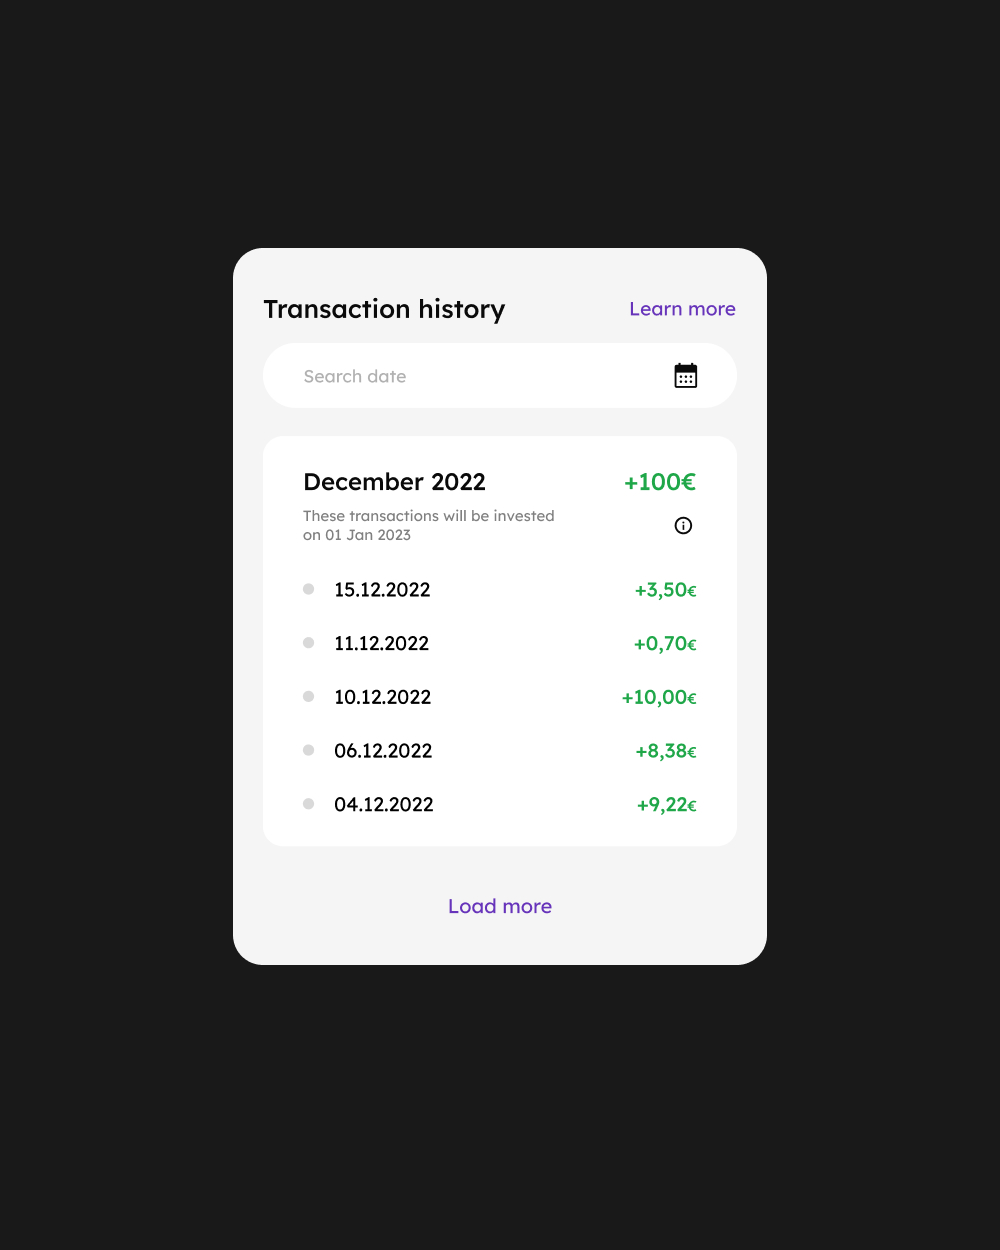 Transaction history
Learn more
Search date
December 2022
+100€
These transactions will be invested
on 01 Jan 2023
15.12.2022
+3,50€
11.12.2022
+0,70€
10.12.2022
+10,00€
06.12.2022
+8,38€
04.12.2022
+9,22€
Load more